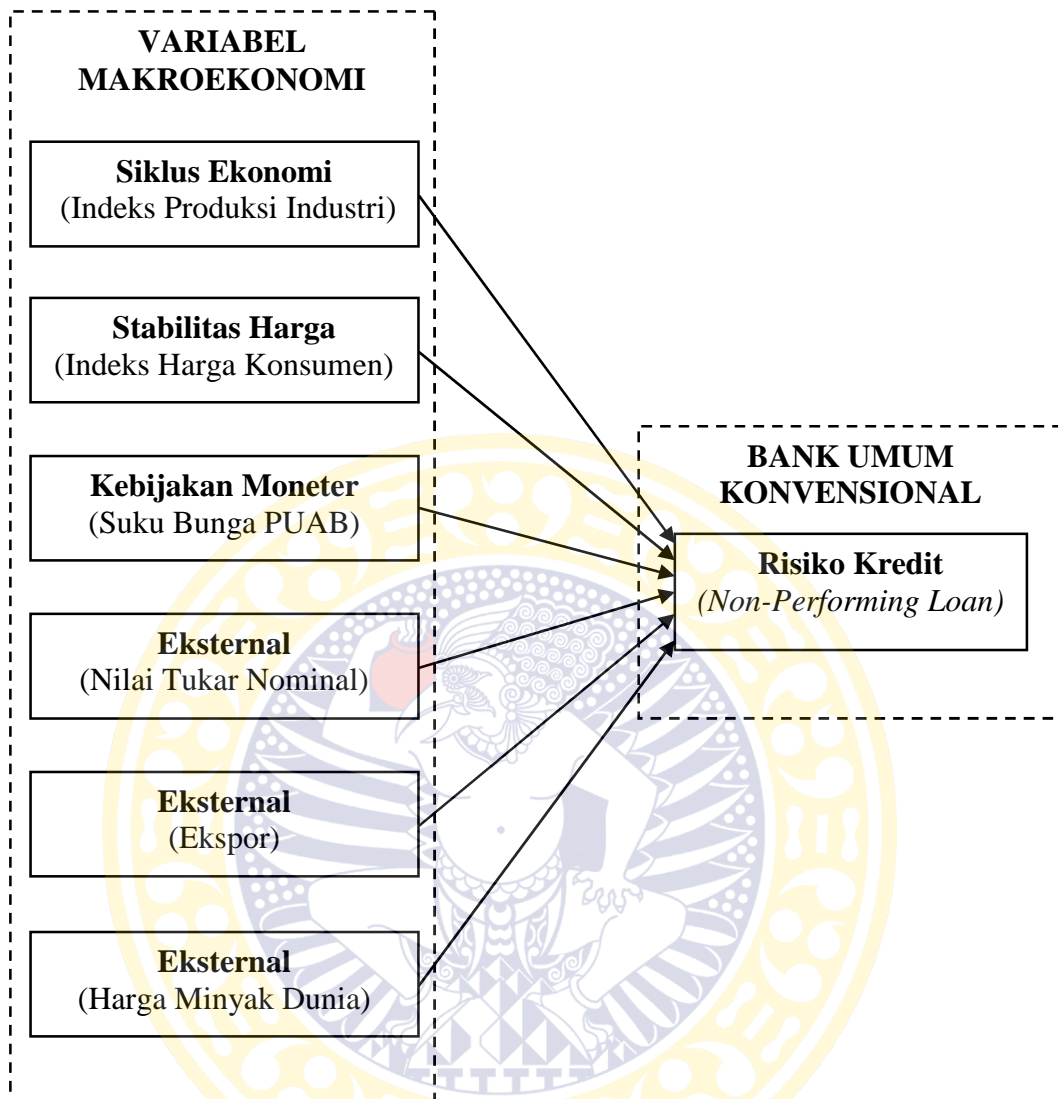 VARIABEL
MAKROEKONOMI
Siklus Ekonomi
(Indeks Produksi Industri)
Stabilitas Harga
(Indeks Harga Konsumen)
Kebijakan Moneter
(Suku Bunga PUAB)
Eksternal
(Nilai Tukar Nominal)
Eksternal
(Ekspor)
Eksternal
(Harga Minyak Dunia)
BANK UMUM
KONVENSIONAL
Risiko Kredit
(Non-Performing Loan)